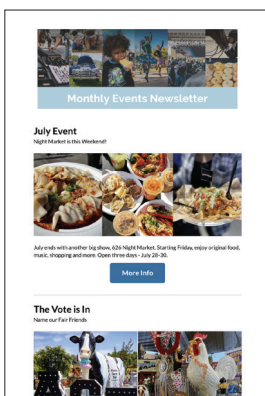 Monthly Events Newsletter
July Event
Night Market is this Weekend!
July ends with another big show, 626 Night Market. Starting Friday, enjoy original food,
music, shopping and more. Open three days - July 28-30.
More Info
The Vote is In
Name our Fair Friends